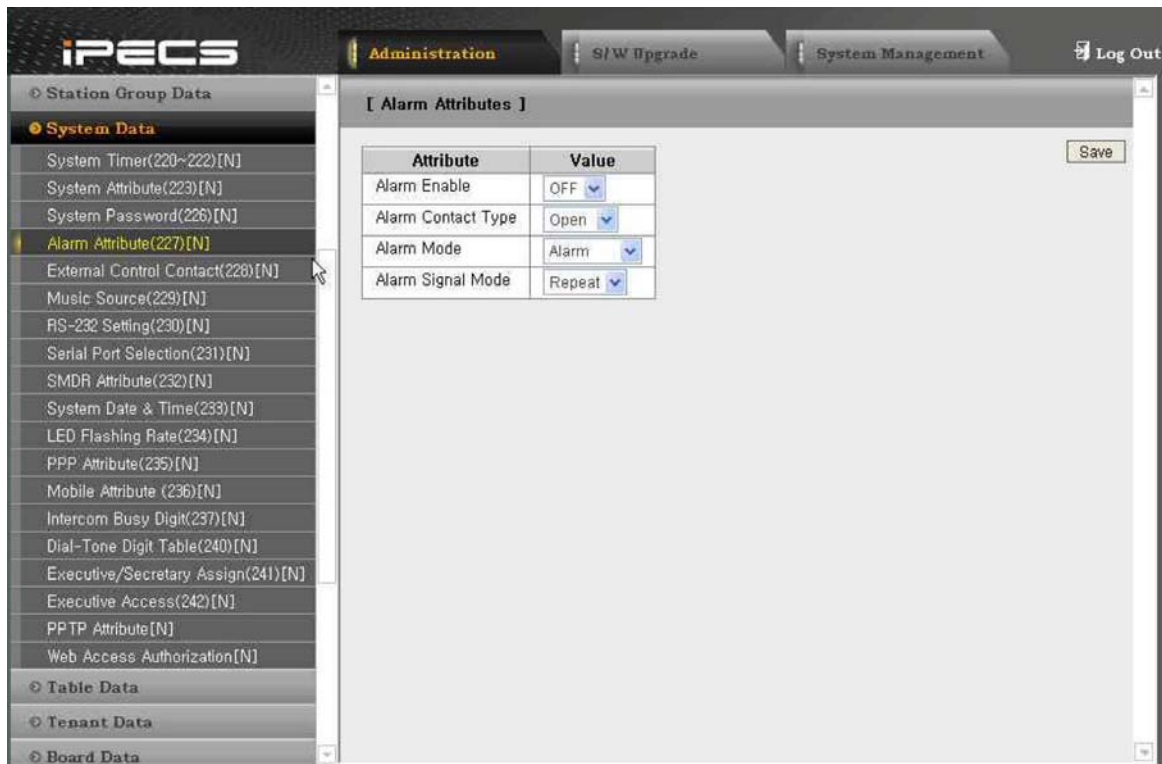 iPECS
Administration
S/W Upgrade
System Management
Log Out
Station Group Data
System Data
System Timer(220~222)[N]
System Attribute(223)[N]
System Password(226)[N]
Alarm Attribute(227)[N]
External Control Contact(228)[N]
Music Source(229)[N]
RS-232 Setting(230)[N]
Serial Port Selection(231)[N]
SMDR Attribute(232)[N]
System Date & Time(233)[N]
LED Flashing Rate(234)[N]
PPP Attribute(235)[N]
Mobile Attribute (236)[N]
Intercom Busy Digit(237)[N]
Dial-Tone Digit Table(240)[N]
Executive/Secretary Assign(241)[N]
Executive Access(242)[N]
PPTP Attribute[N]
Web Access Authorization[N]
Table Data
Tenant Data
Board Data
[ Alarm Attributes ]
Save
Attribute Value
Alarm Enable OFF
Alarm Contact Type Open
Alarm Mode Alarm
Alarm Signal Mode Repeat